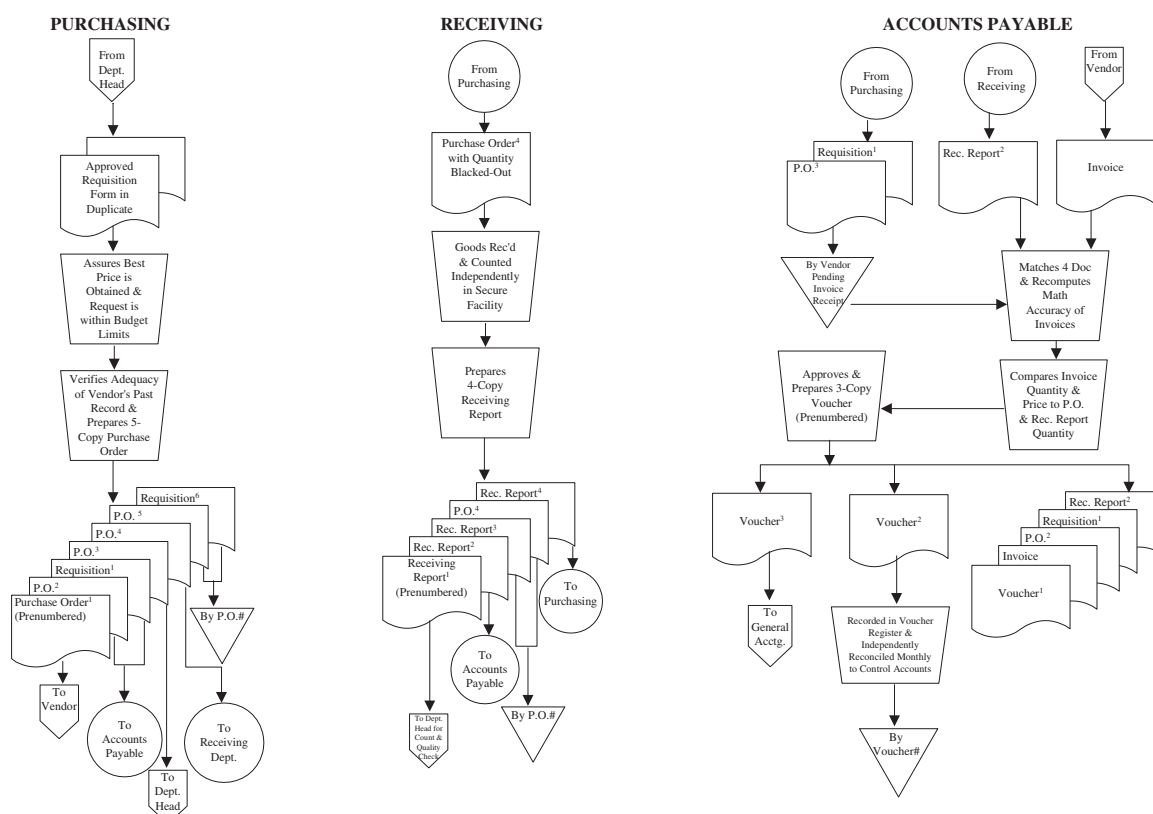 PURCHASING
From
Dept.
Head
Approved
Requisition
Form in
Duplicate
Assures Best
Price is
Obtained &
Request is
within Budget
Limits
Verifies Adequacy
of Vendor's Past
Record &
Prepares 5-
Copy Purchase
Order
Requisition⁶
P.O. ⁵
P.O.⁴
P.O.³
Requisition¹
P.O.²
Purchase Order¹
(Prenumbered)
By P.O.#
To
Vendor
To
Accounts
Payable
To
Receiving
Dept.
To
Dept.
Head
RECEIVING
From
Purchasing
Purchase Order⁴
with Quantity
Blacked-Out
Goods Rec'd
& Counted
Independently
in Secure
Facility
Prepares
4-Copy
Receiving
Report
Rec. Report⁴
P.O.⁴
Rec. Report³
Rec. Report²
Receiving
Report¹
(Prenumbered)
To
Purchasing
To
Accounts
Payable
By P.O.#
To Dept.
Head for
Count &
Quality
Check
ACCOUNTS PAYABLE
From
Purchasing
From
Receiving
From
Vendor
Requisition¹
P.O.³
Rec. Report²
Invoice
By Vendor
Pending
Invoice
Receipt
Matches 4 Doc
& Recomputes
Math
Accuracy of
Invoices
Approves &
Prepares 3-Copy
Voucher
(Prenumbered)
Compares Invoice
Quantity &
Price to P.O.
& Rec. Report
Quantity
Voucher³
Voucher²
Rec. Report²
Requisition¹
P.O.²
Invoice
Voucher¹
To
General
Acctg.
Recorded in Voucher
Register &
Independently
Reconciled Monthly
to Control Accounts
By
Voucher#